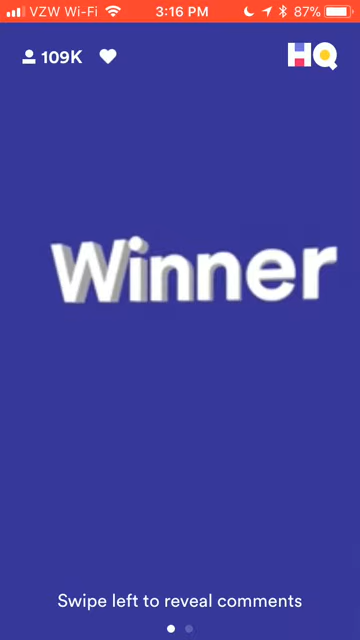 VZW Wi-Fi 3:16 PM 87%
109K HQ
Winner
Swipe left to reveal comments